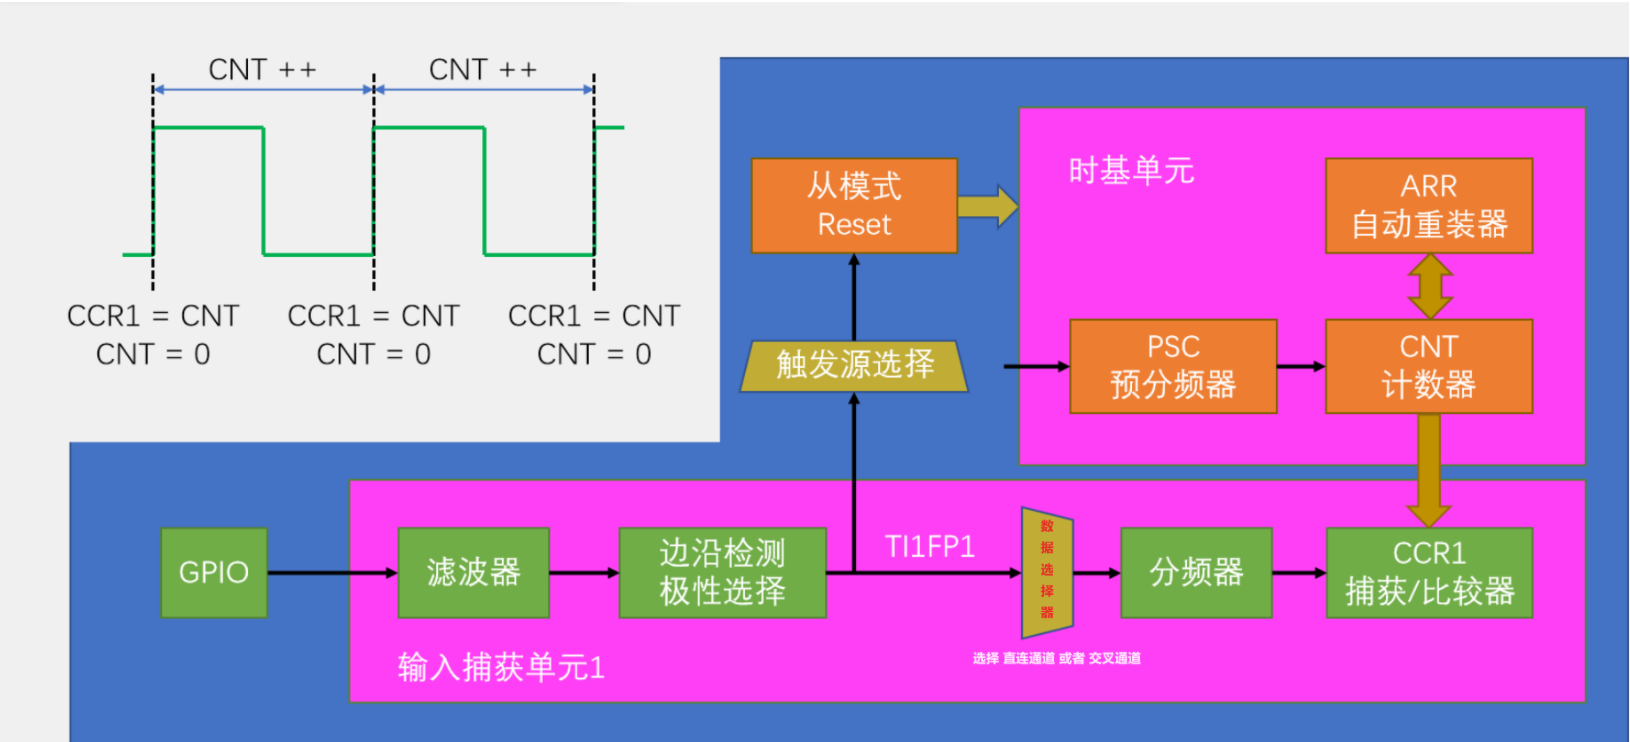 CNT ++
CNT ++
CCR1 = CNT
CNT = 0
CCR1 = CNT
CNT = 0
CCR1 = CNT
CNT = 0
从模式
Reset
时基单元
ARR
自动重装器
触发源选择
PSC
预分频器
CNT
计数器
GPIO
滤波器
边沿检测
极性选择
TI1FP1
数
据
选
择
器
分频器
CCR1
捕获/比较器
选择 直连通道 或者 交叉通道
输入捕获单元1